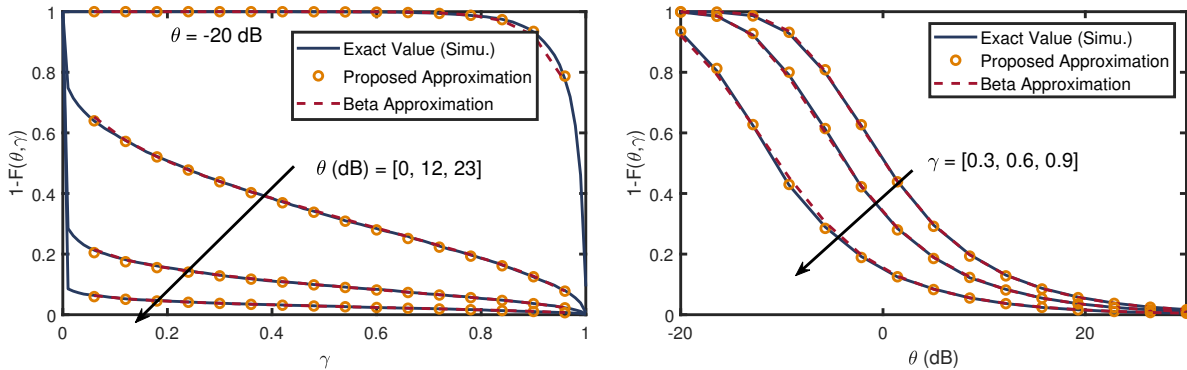 1
0.8
0.6
0.4
0.2
0
1-F(θ,γ)
θ = -20 dB
Exact Value (Simu.)
Proposed Approximation
Beta Approximation
θ (dB) = [0, 12, 23]
0 0.2 0.4 0.6 0.8 1
γ
1
0.8
0.6
0.4
0.2
0
1-F(θ,γ)
Exact Value (Simu.)
Proposed Approximation
Beta Approximation
γ = [0.3, 0.6, 0.9]
-20 0 20
θ (dB)